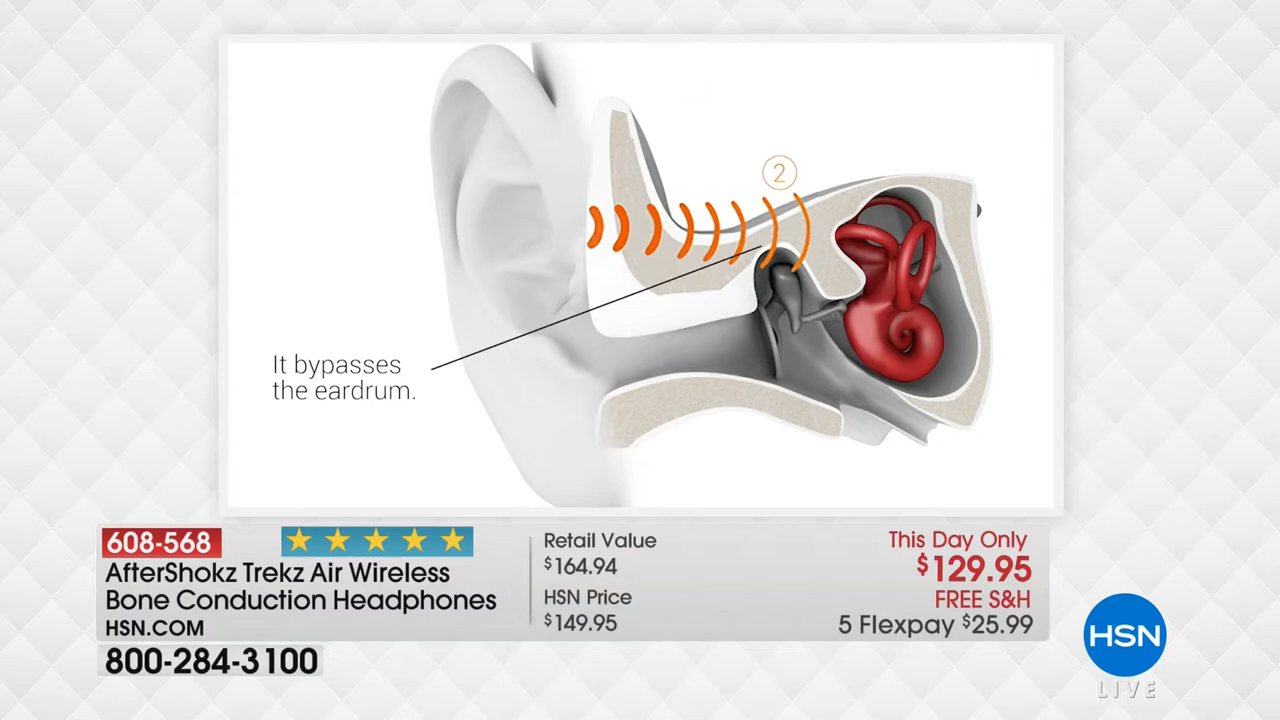 2
It bypasses
the eardrum.
608-568
AfterShokz Trekz Air Wireless
Bone Conduction Headphones
HSN.COM
800-284-3100
Retail Value
$164.94
HSN Price
$149.95
This Day Only
$129.95
FREE S&H
5 Flexpay $25.99
HSN
LIVE